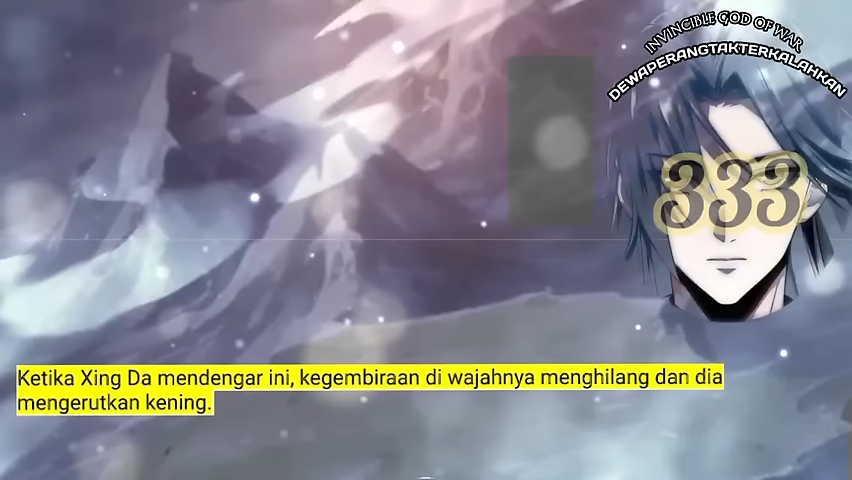 INVINCIBLE GOD OF WAR
DEWAPERANGTAKTERKALAHKAN
333
Ketika Xing Da mendengar ini, kegembiraan di wajahnya menghilang dan dia
mengerutkan kening.